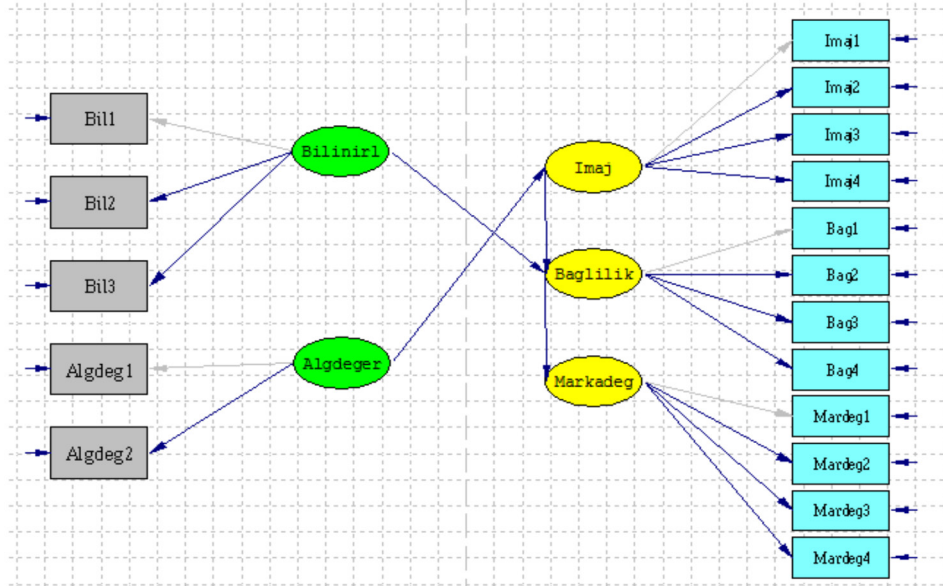 Bil1
Bil2
Bil3
Algdeg1
Algdeg2
Bilinirl
Algdeger
Imaj
Baglilik
Markadeg
Imaj1
Imaj2
Imaj3
Imaj4
Bag1
Bag2
Bag3
Bag4
Mardeg1
Mardeg2
Mardeg3
Mardeg4